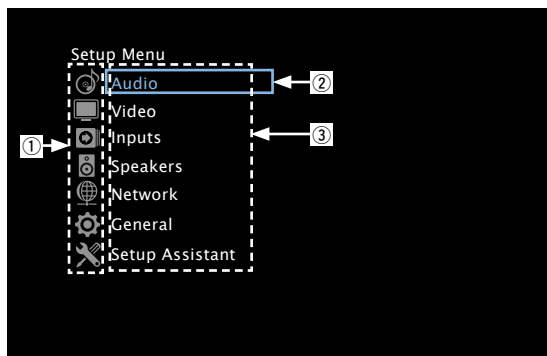 Setup Menu
Audio
②
Video
① Inputs ③
Speakers
Network
General
Setup Assistant